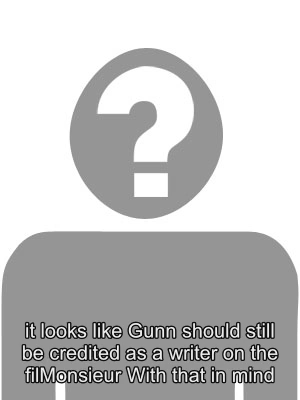 it looks like Gunn should still
be credited as a writer on the
filMonsieur With that in mind